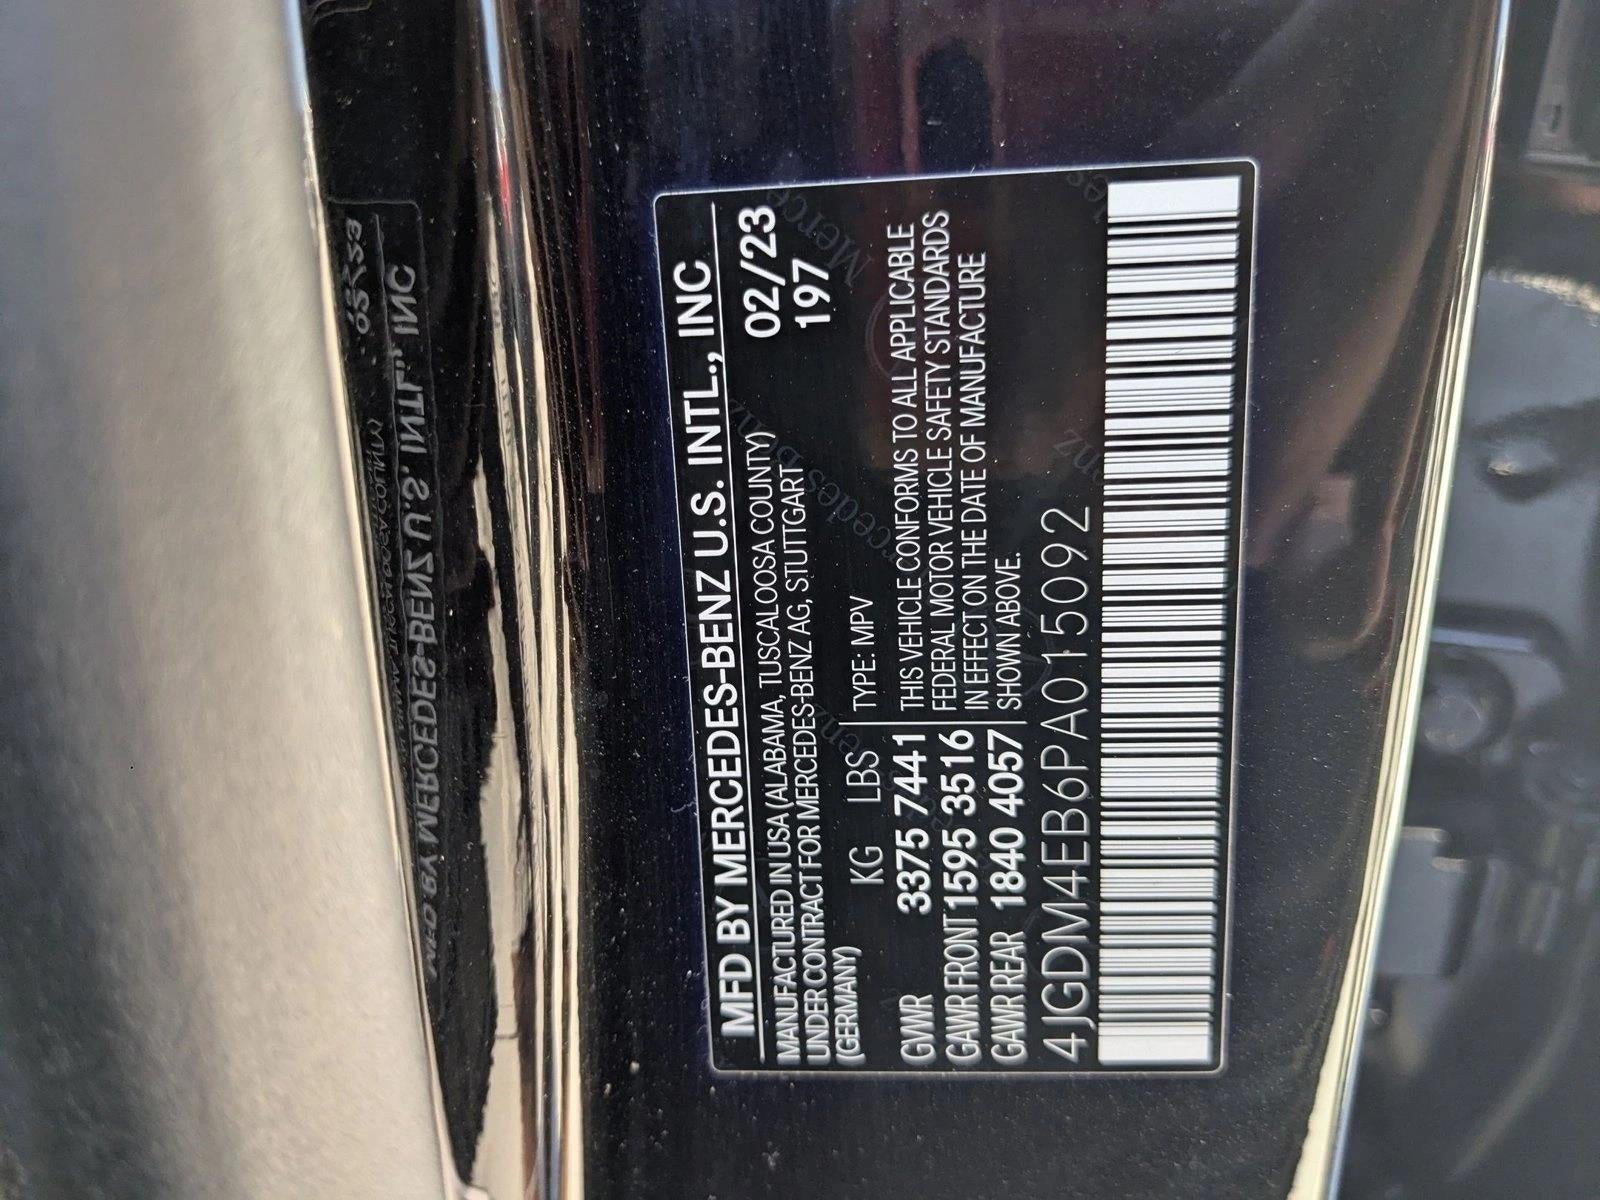 MFD BY MERCEDES-BENZ U.S. INTL., INC
MANUFACTURED IN USA (ALABAMA, TUSCALOOSA COUNTY) 02/23
UNDER CONTRACT FOR MERCEDES-BENZ AG, STUTTGART 197
(GERMANY)
KG LBS TYPE: MPV
GVWR 3375 7441 THIS VEHICLE CONFORMS TO ALL APPLICABLE
FEDERAL MOTOR VEHICLE SAFETY STANDARDS
GAWR FRONT 1595 3516 IN EFFECT ON THE DATE OF MANUFACTURE
GAWR REAR 1840 4057 SHOWN ABOVE.
4JGDM4EB6PA015092